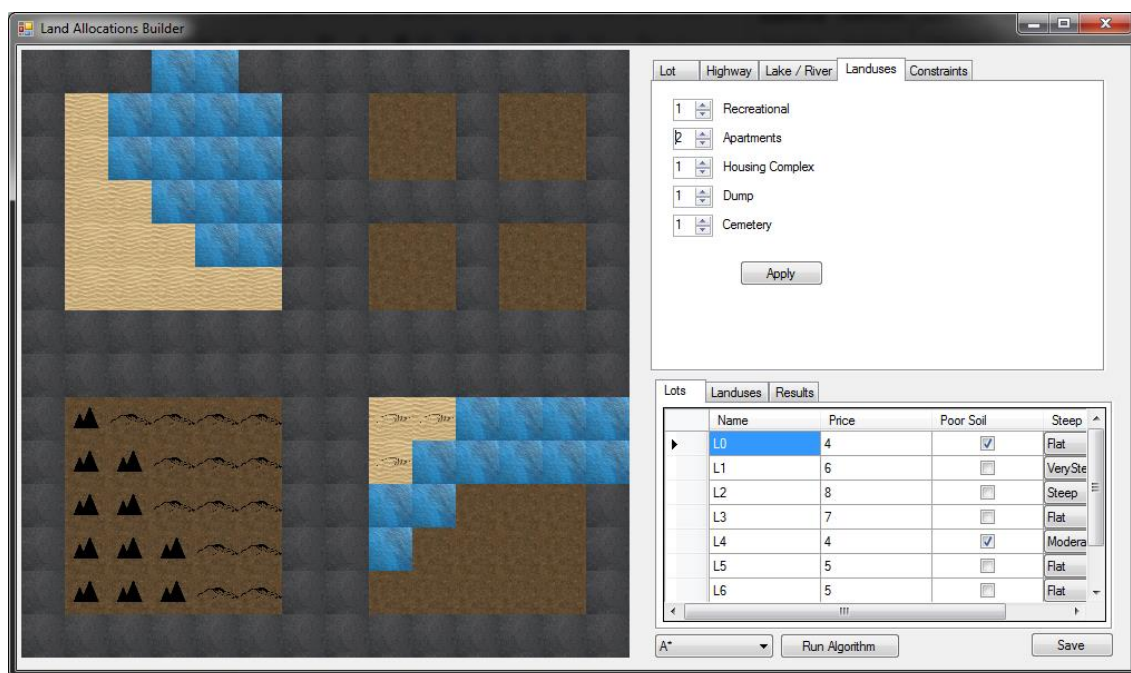 Land Allocations Builder
Lot Highway Lake / River Landuses Constraints
1 Recreational
2 Apartments
1 Housing Complex
1 Dump
1 Cemetery
Apply
Lots Landuses Results
Name Price Poor Soil Steep
L0 4 Flat
L1 6 VerySte
L2 8 Steep
L3 7 Flat
L4 4 Modera
L5 5 Flat
L6 5 Flat
A* Run Algorithm Save